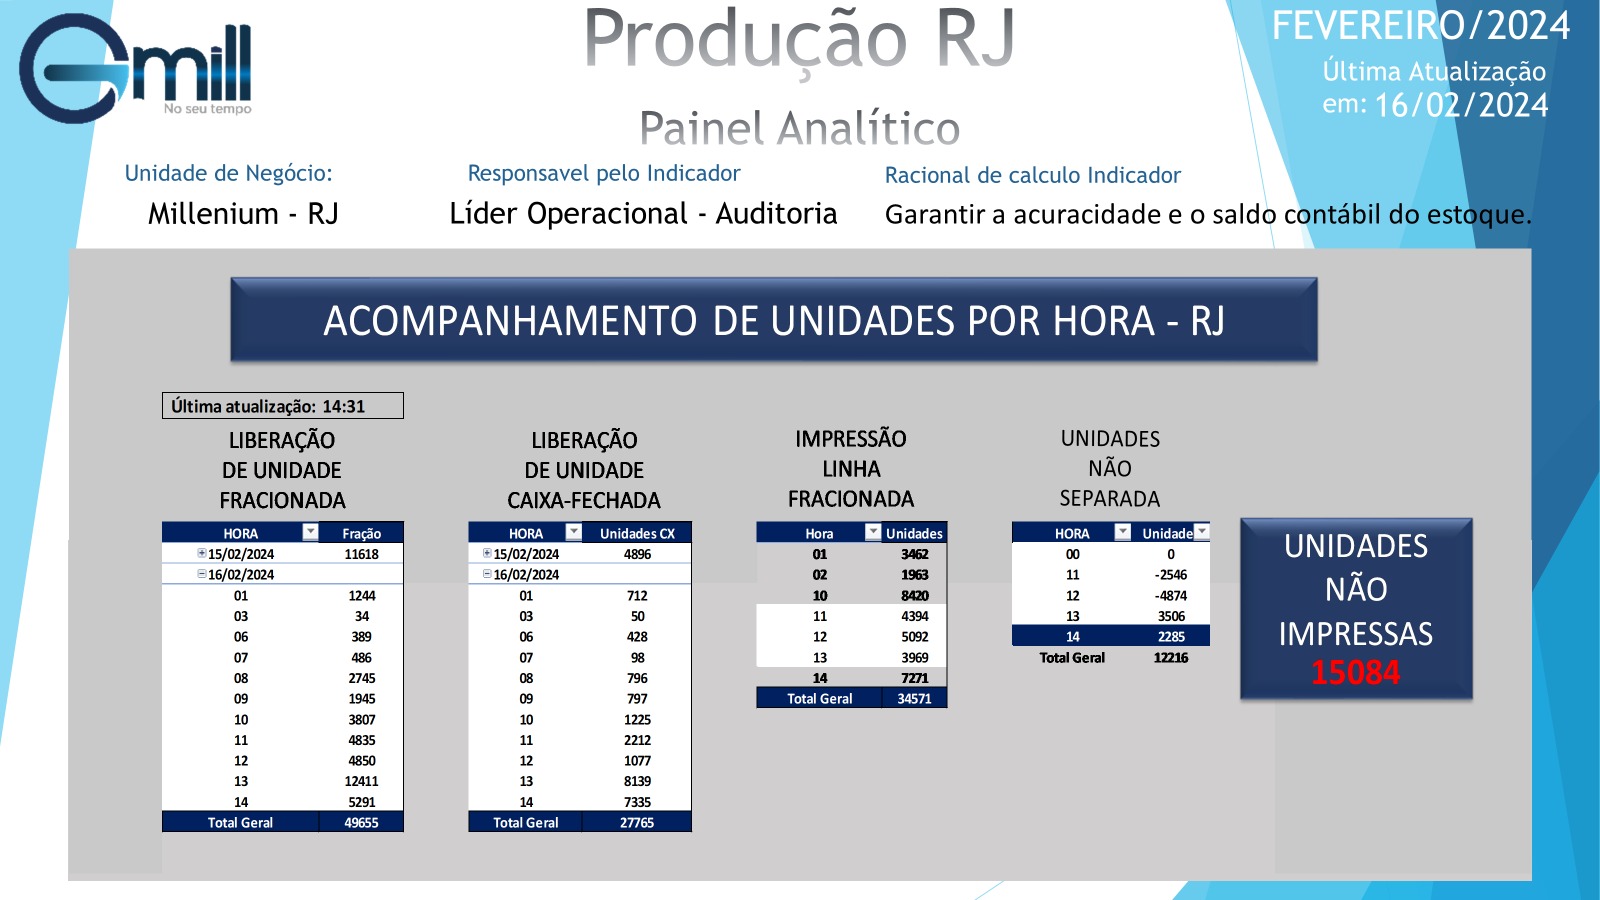 Gmill
No seu tempo
Produção RJ
Painel Analítico
FEVEREIRO/2024
Última Atualização
em: 16/02/2024
Unidade de Negócio:
Millenium - RJ
Responsavel pelo Indicador
Líder Operacional - Auditoria
Racional de calculo Indicador
Garantir a acuracidade e o saldo contábil do estoque.
ACOMPANHAMENTO DE UNIDADES POR HORA - RJ
Última atualização: 14:31
LIBERAÇÃO
DE UNIDADE
FRACIONADA
HORA Fração
15/02/2024 11618
16/02/2024
01 1244
03 34
06 389
07 486
08 2745
09 1945
10 3807
11 4835
12 4850
13 12411
14 5291
Total Geral 49655
LIBERAÇÃO
DE UNIDADE
CAIXA-FECHADA
HORA Unidades CX
15/02/2024 4896
16/02/2024
01 712
03 50
06 428
07 98
08 796
09 797
10 1225
11 2212
12 1077
13 8139
14 7335
Total Geral 27765
IMPRESSÃO
LINHA
FRACIONADA
Hora Unidades
01 3462
02 1963
10 8420
11 4394
12 5092
13 3969
14 7271
Total Geral 34571
UNIDADES
NÃO
SEPARADA
HORA Unidade
00 0
11 -2546
12 -4874
13 3506
14 2285
Total Geral 12216
UNIDADES
NÃO
IMPRESSAS
15084